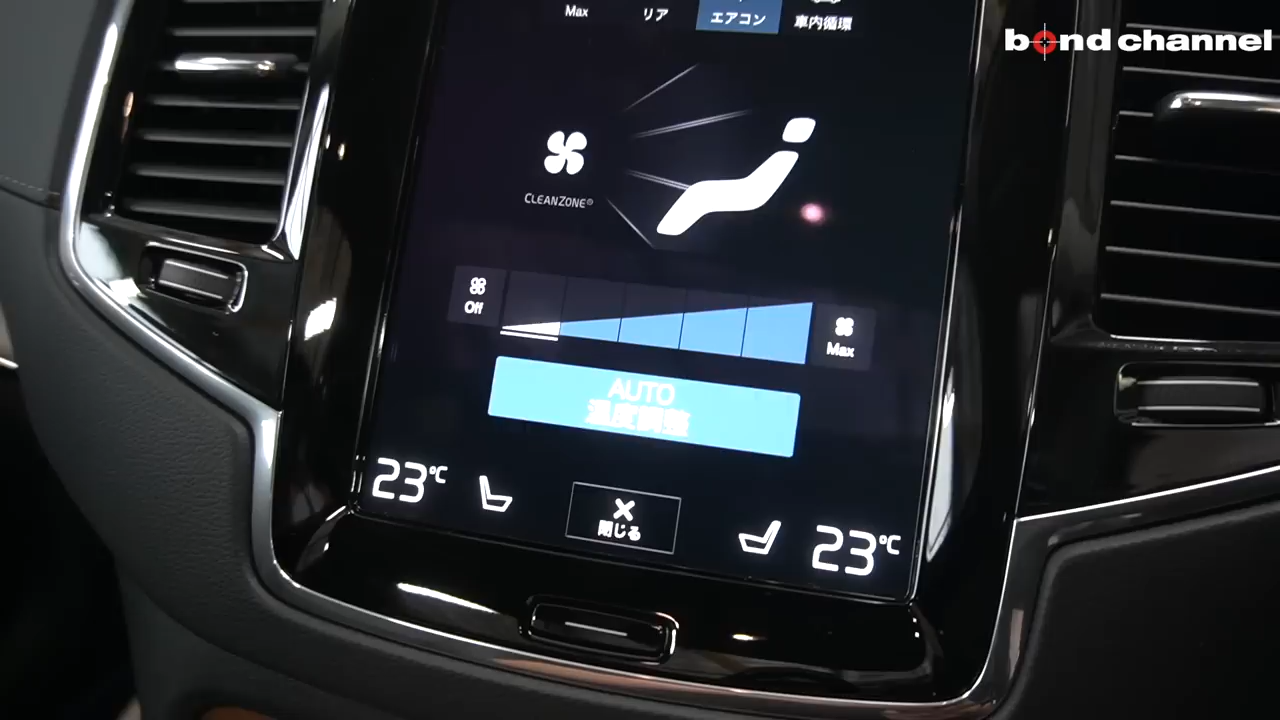 Max
リア
エアコン
車内循環
bond channel
CLEANZONE®
Off
Max
AUTO
温度調整
23℃
閉じる
23℃